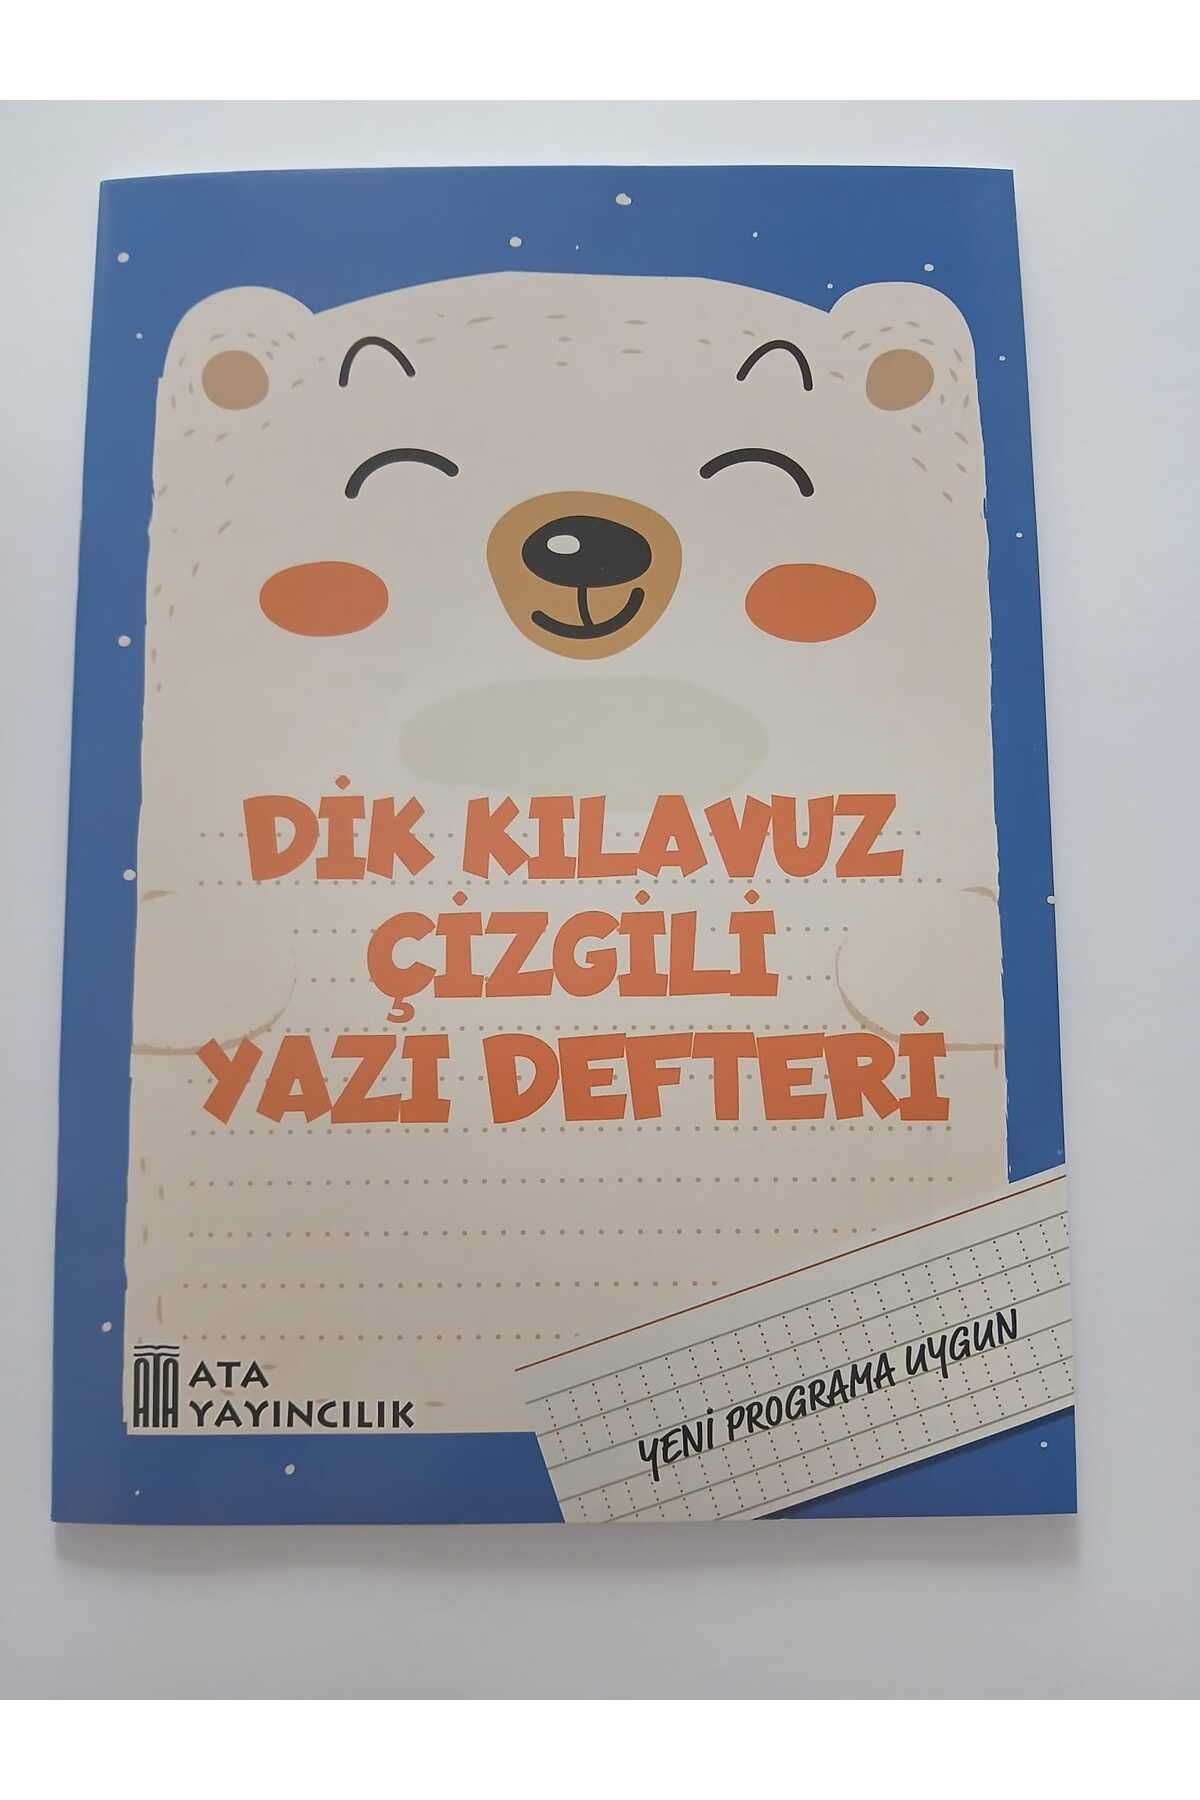 DİK KILAVUZ
ÇİZGİLİ
YAZI DEFTERİ
YENİ PROGRAMA UYGUN
ATA
ATA
YAYINCILIK